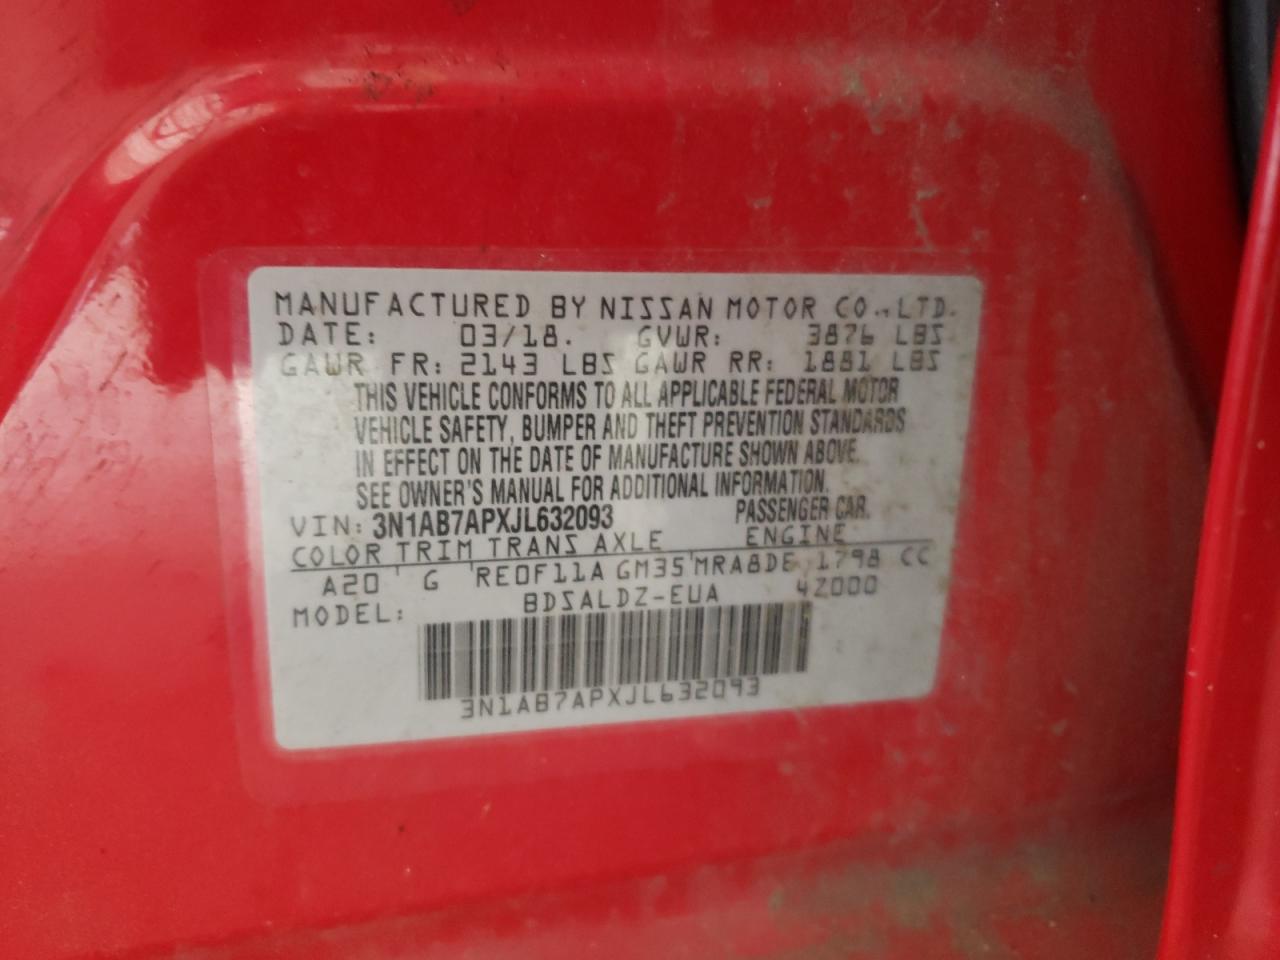 MANUFACTURED BY NISSAN MOTOR CO., LTD.
DATE: 03/18. GVWR: 3876 LBS
GAWR FR: 2143 LBS GAWR RR: 1881 LBS
THIS VEHICLE CONFORMS TO ALL APPLICABLE FEDERAL MOTOR
VEHICLE SAFETY, BUMPER AND THEFT PREVENTION STANDARDS
IN EFFECT ON THE DATE OF MANUFACTURE SHOWN ABOVE.
SEE OWNER'S MANUAL FOR ADDITIONAL INFORMATION.
VIN: 3N1AB7APXJL632093 PASSENGER CAR.
COLOR TRIM TRANS AXLE ENGINE
A20 ' G 'RE0F11A GM35'MRA8DE 1798 CC
MODEL: BDSALDZ-EUA 4Z000
3N1AB7APXJL632093